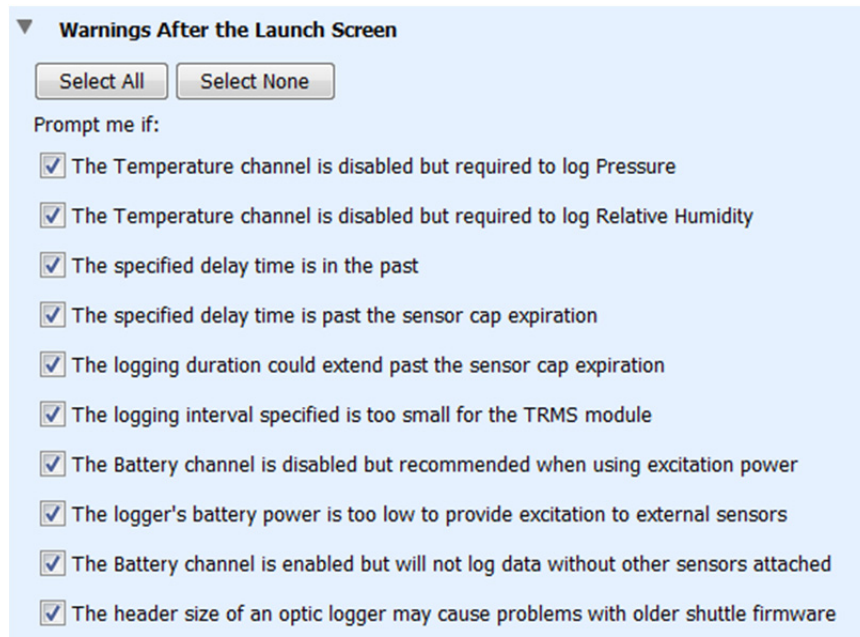 Warnings After the Launch Screen
Select All Select None
Prompt me if:
The Temperature channel is disabled but required to log Pressure
The Temperature channel is disabled but required to log Relative Humidity
The specified delay time is in the past
The specified delay time is past the sensor cap expiration
The logging duration could extend past the sensor cap expiration
The logging interval specified is too small for the TRMS module
The Battery channel is disabled but recommended when using excitation power
The logger's battery power is too low to provide excitation to external sensors
The Battery channel is enabled but will not log data without other sensors attached
The header size of an optic logger may cause problems with older shuttle firmware